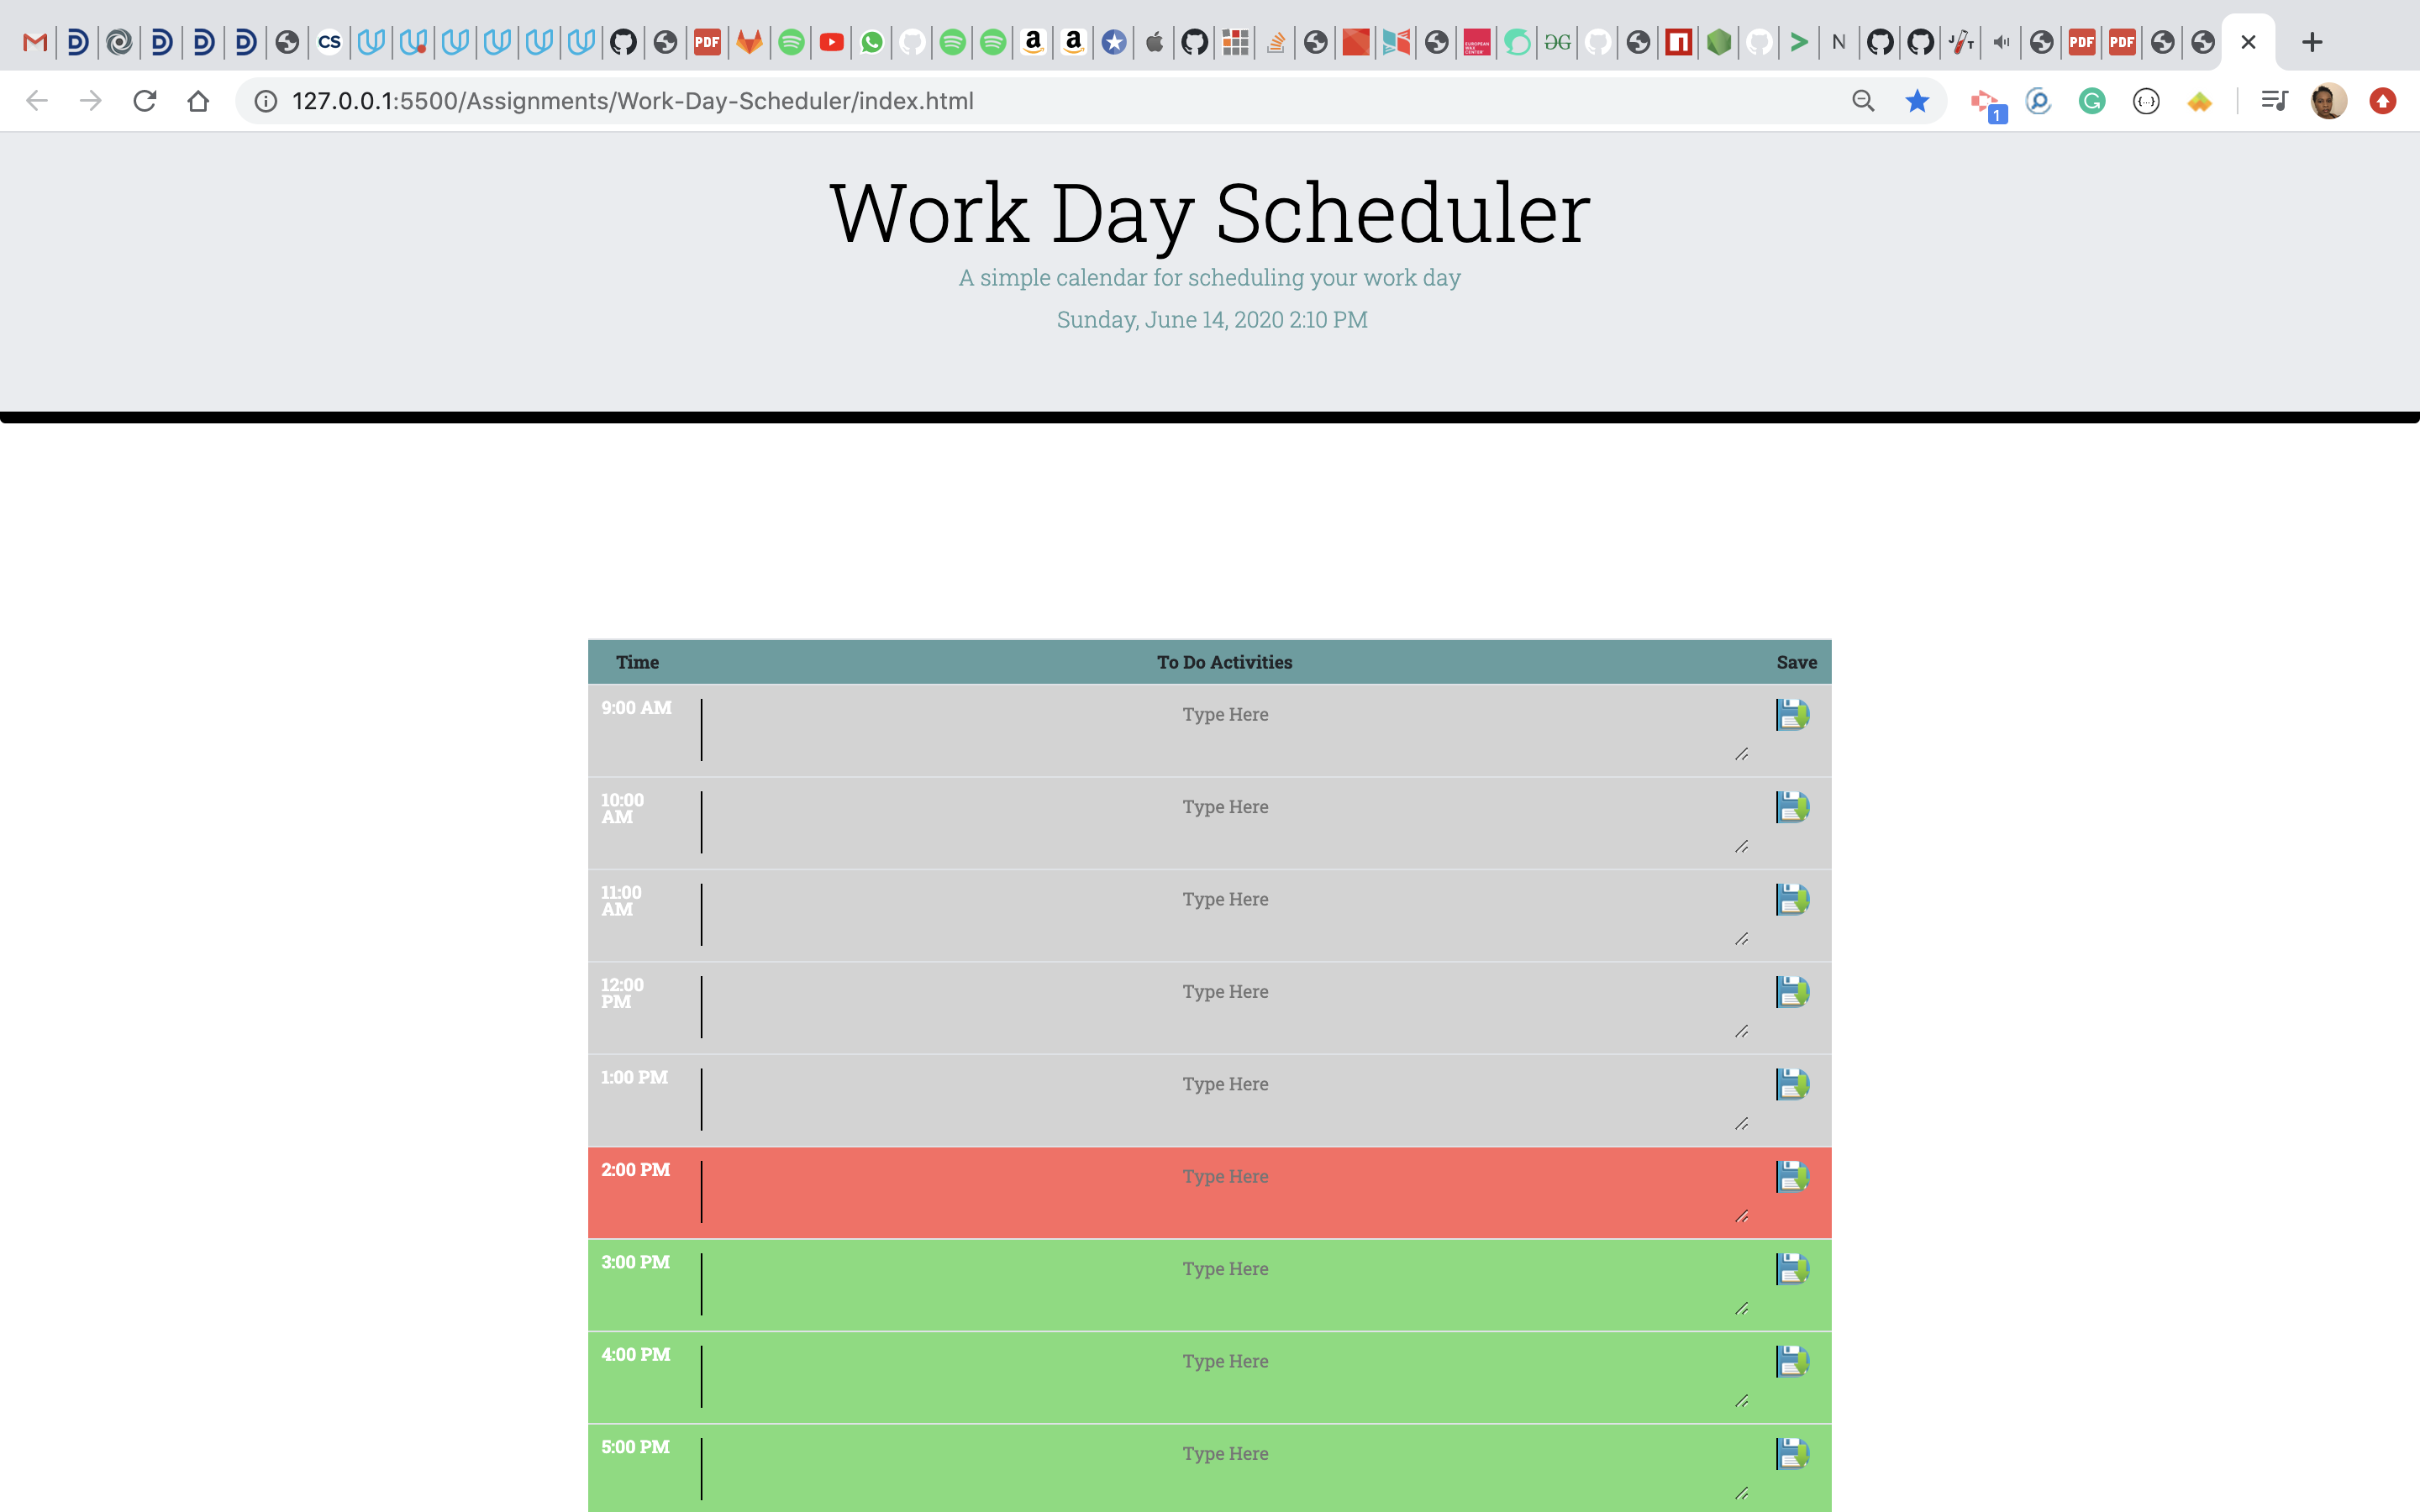 CS
PDF
a
a
EUROPEAN
GG
N
J T
PDF
PDF
127.0.0.1:5500/Assignments/Work-Day-Scheduler/index.html
1
Work Day Scheduler
A simple calendar for scheduling your work day
Sunday, June 14, 2020 2:10 PM
Time To Do Activities Save
9:00 AM Type Here
10:00 Type Here
AM
11:00 Type Here
AM
12:00 Type Here
PM
1:00 PM Type Here
2:00 PM Type Here
3:00 PM Type Here
4:00 PM Type Here
5:00 PM Type Here